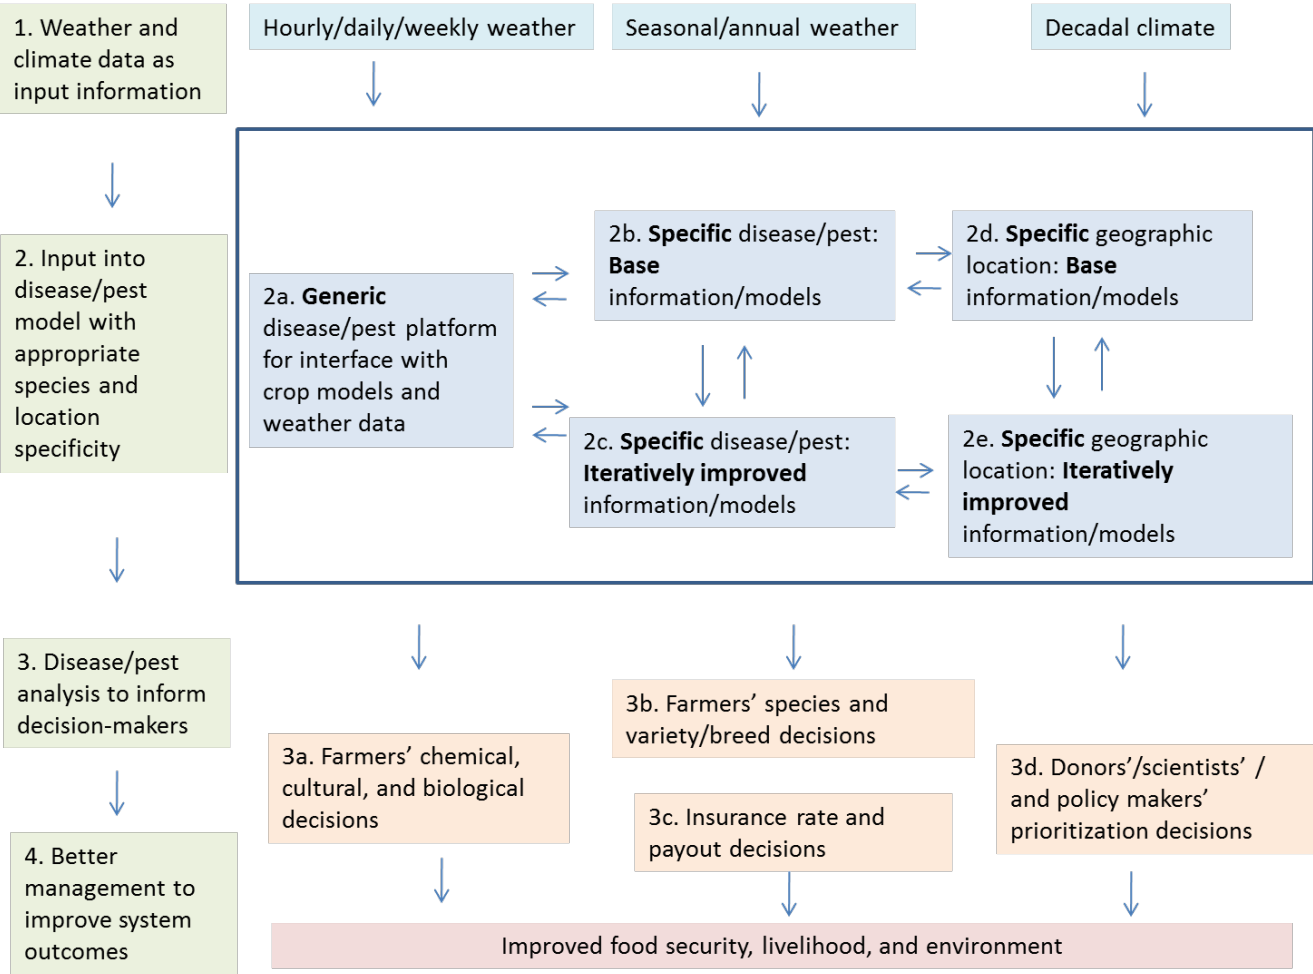 1. Weather and
climate data as
input information
Hourly/daily/weekly weather
Seasonal/annual weather
Decadal climate
2. Input into
disease/pest
model with
appropriate
species and
location
specificity
2a. Generic
disease/pest platform
for interface with
crop models and
weather data
2b. Specific disease/pest:
Base
information/models
2d. Specific geographic
location: Base
information/models
2c. Specific disease/pest:
Iteratively improved
information/models
2e. Specific geographic
location: Iteratively
improved
information/models
3. Disease/pest
analysis to inform
decision-makers
3a. Farmers’ chemical,
cultural, and biological
decisions
3b. Farmers’ species and
variety/breed decisions
3c. Insurance rate and
payout decisions
3d. Donors’/scientists’ /
and policy makers’
prioritization decisions
4. Better
management to
improve system
outcomes
Improved food security, livelihood, and environment